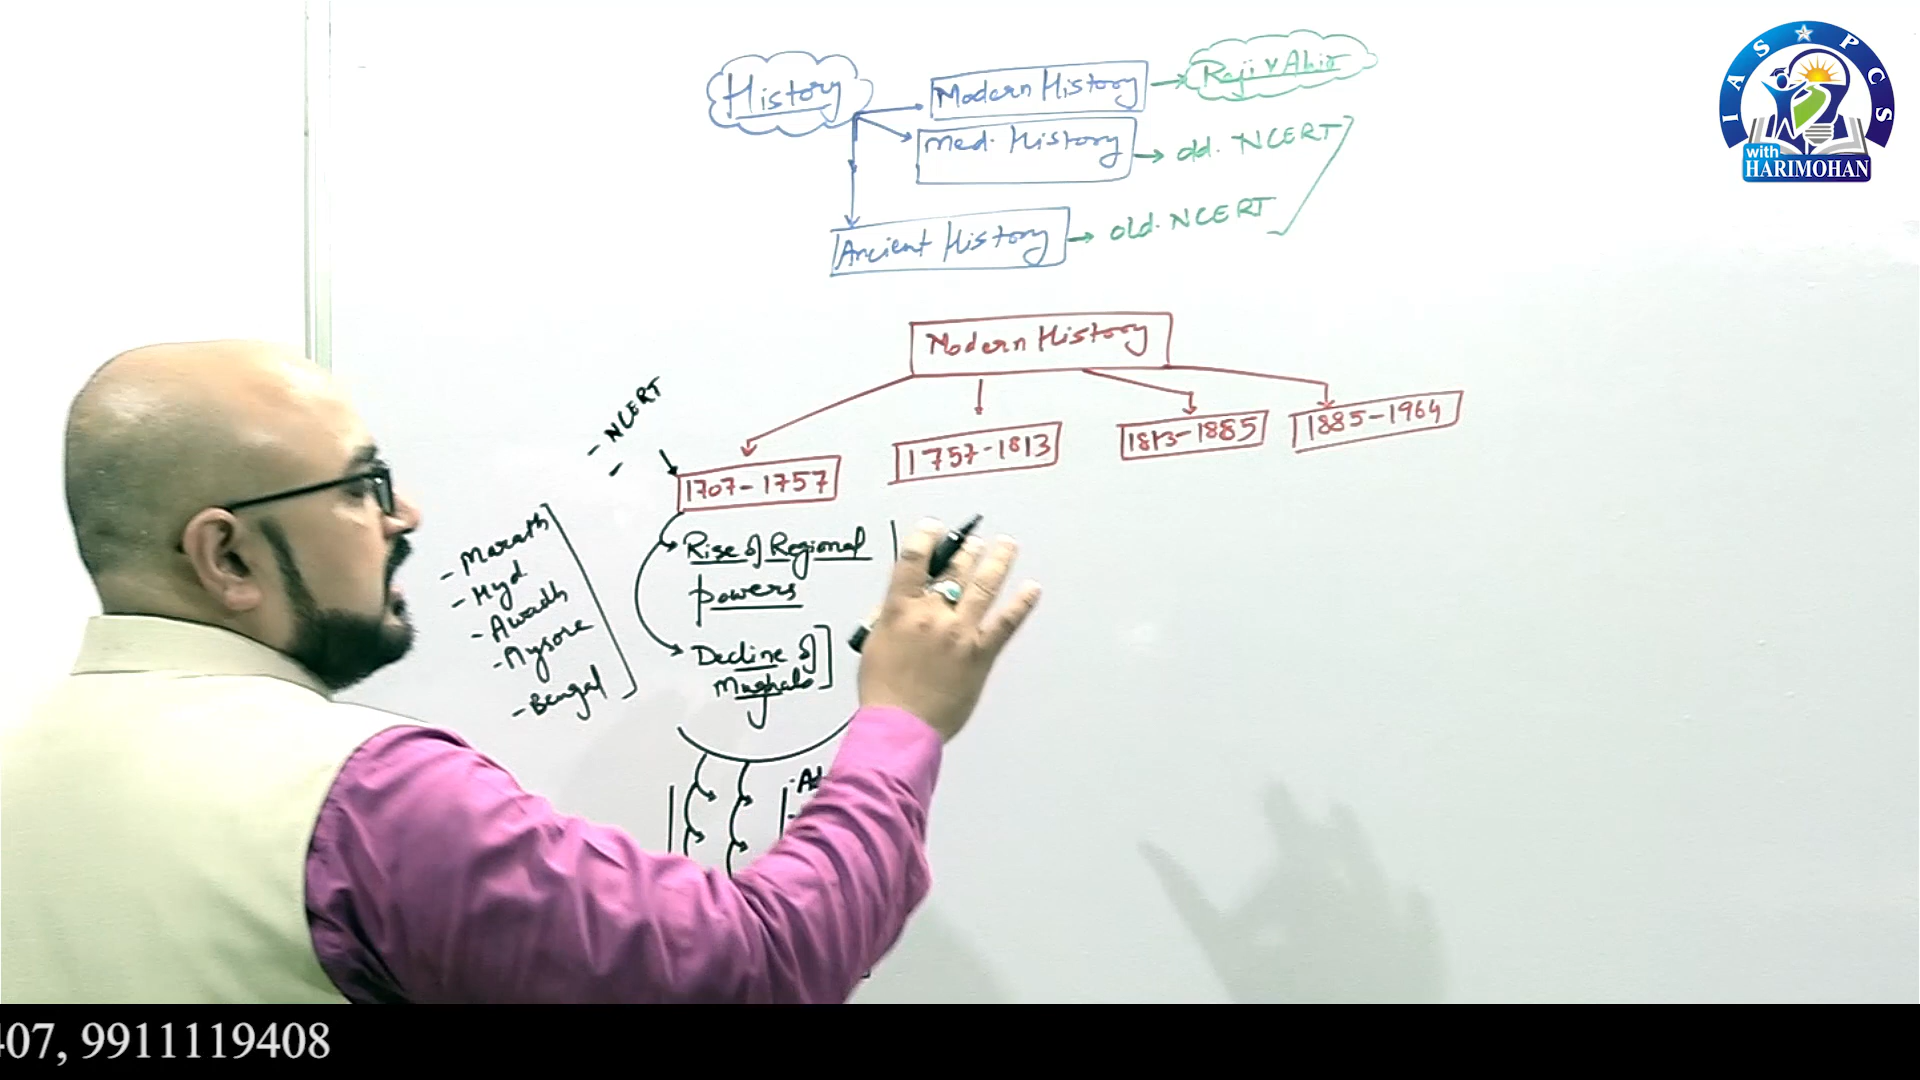 IAS PCS
with
HARIMOHAN
History
Modern History
Rajiv Ahir
Med. History
old. NCERT
Ancient History
old. NCERT
Modern History
- NCERT
-
1707-1757
1757-1813
1813-1885
1885-1964
Rise of Regional
powers
Decline of
Mughals
- Marath
- Hyd
- Awadh
- Mysore
- Bengal
407, 9911119408